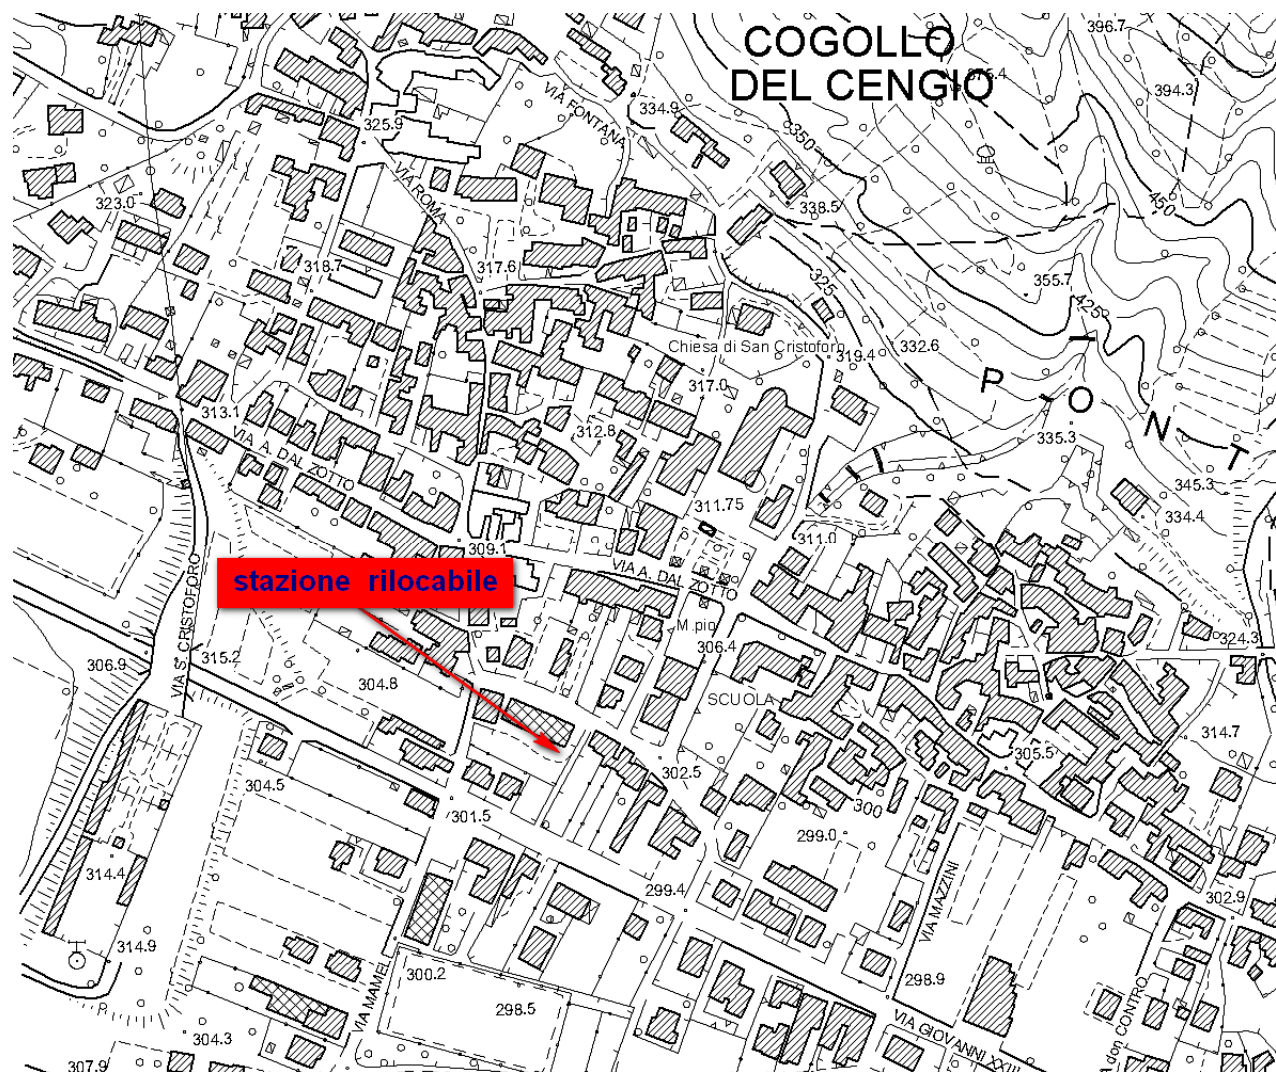 COGOLLO
DEL CENGIO
396.7
375.4
394.3
334.9
VIA FONTANA
325.9
350
VIA ROMA
323.0
338.5
450
318.7
317.6
325
355.7
425
Chiesa di San Cristoforo
319.4
332.6
317.0
P O N T
313.1
312.8
335.3
VIA A. DAL ZOTTO
311.75
345.3
334.4
309.1
311.0
VIA A. DAL ZOTTO
stazione rilocabile
VIA S. CRISTOFORO
M.pio
324.3
306.9
315.2
306.4
304.8
SCUOLA
314.7
305.5
302.5
304.5
301.5
300
299.0
314.4
299.4
VIA MAZZINI
302.9
314.9
300.2
298.9
VIA MAMELI
298.5
VIA GIOVANNI XXIII
don CONTRO
304.3
307.9